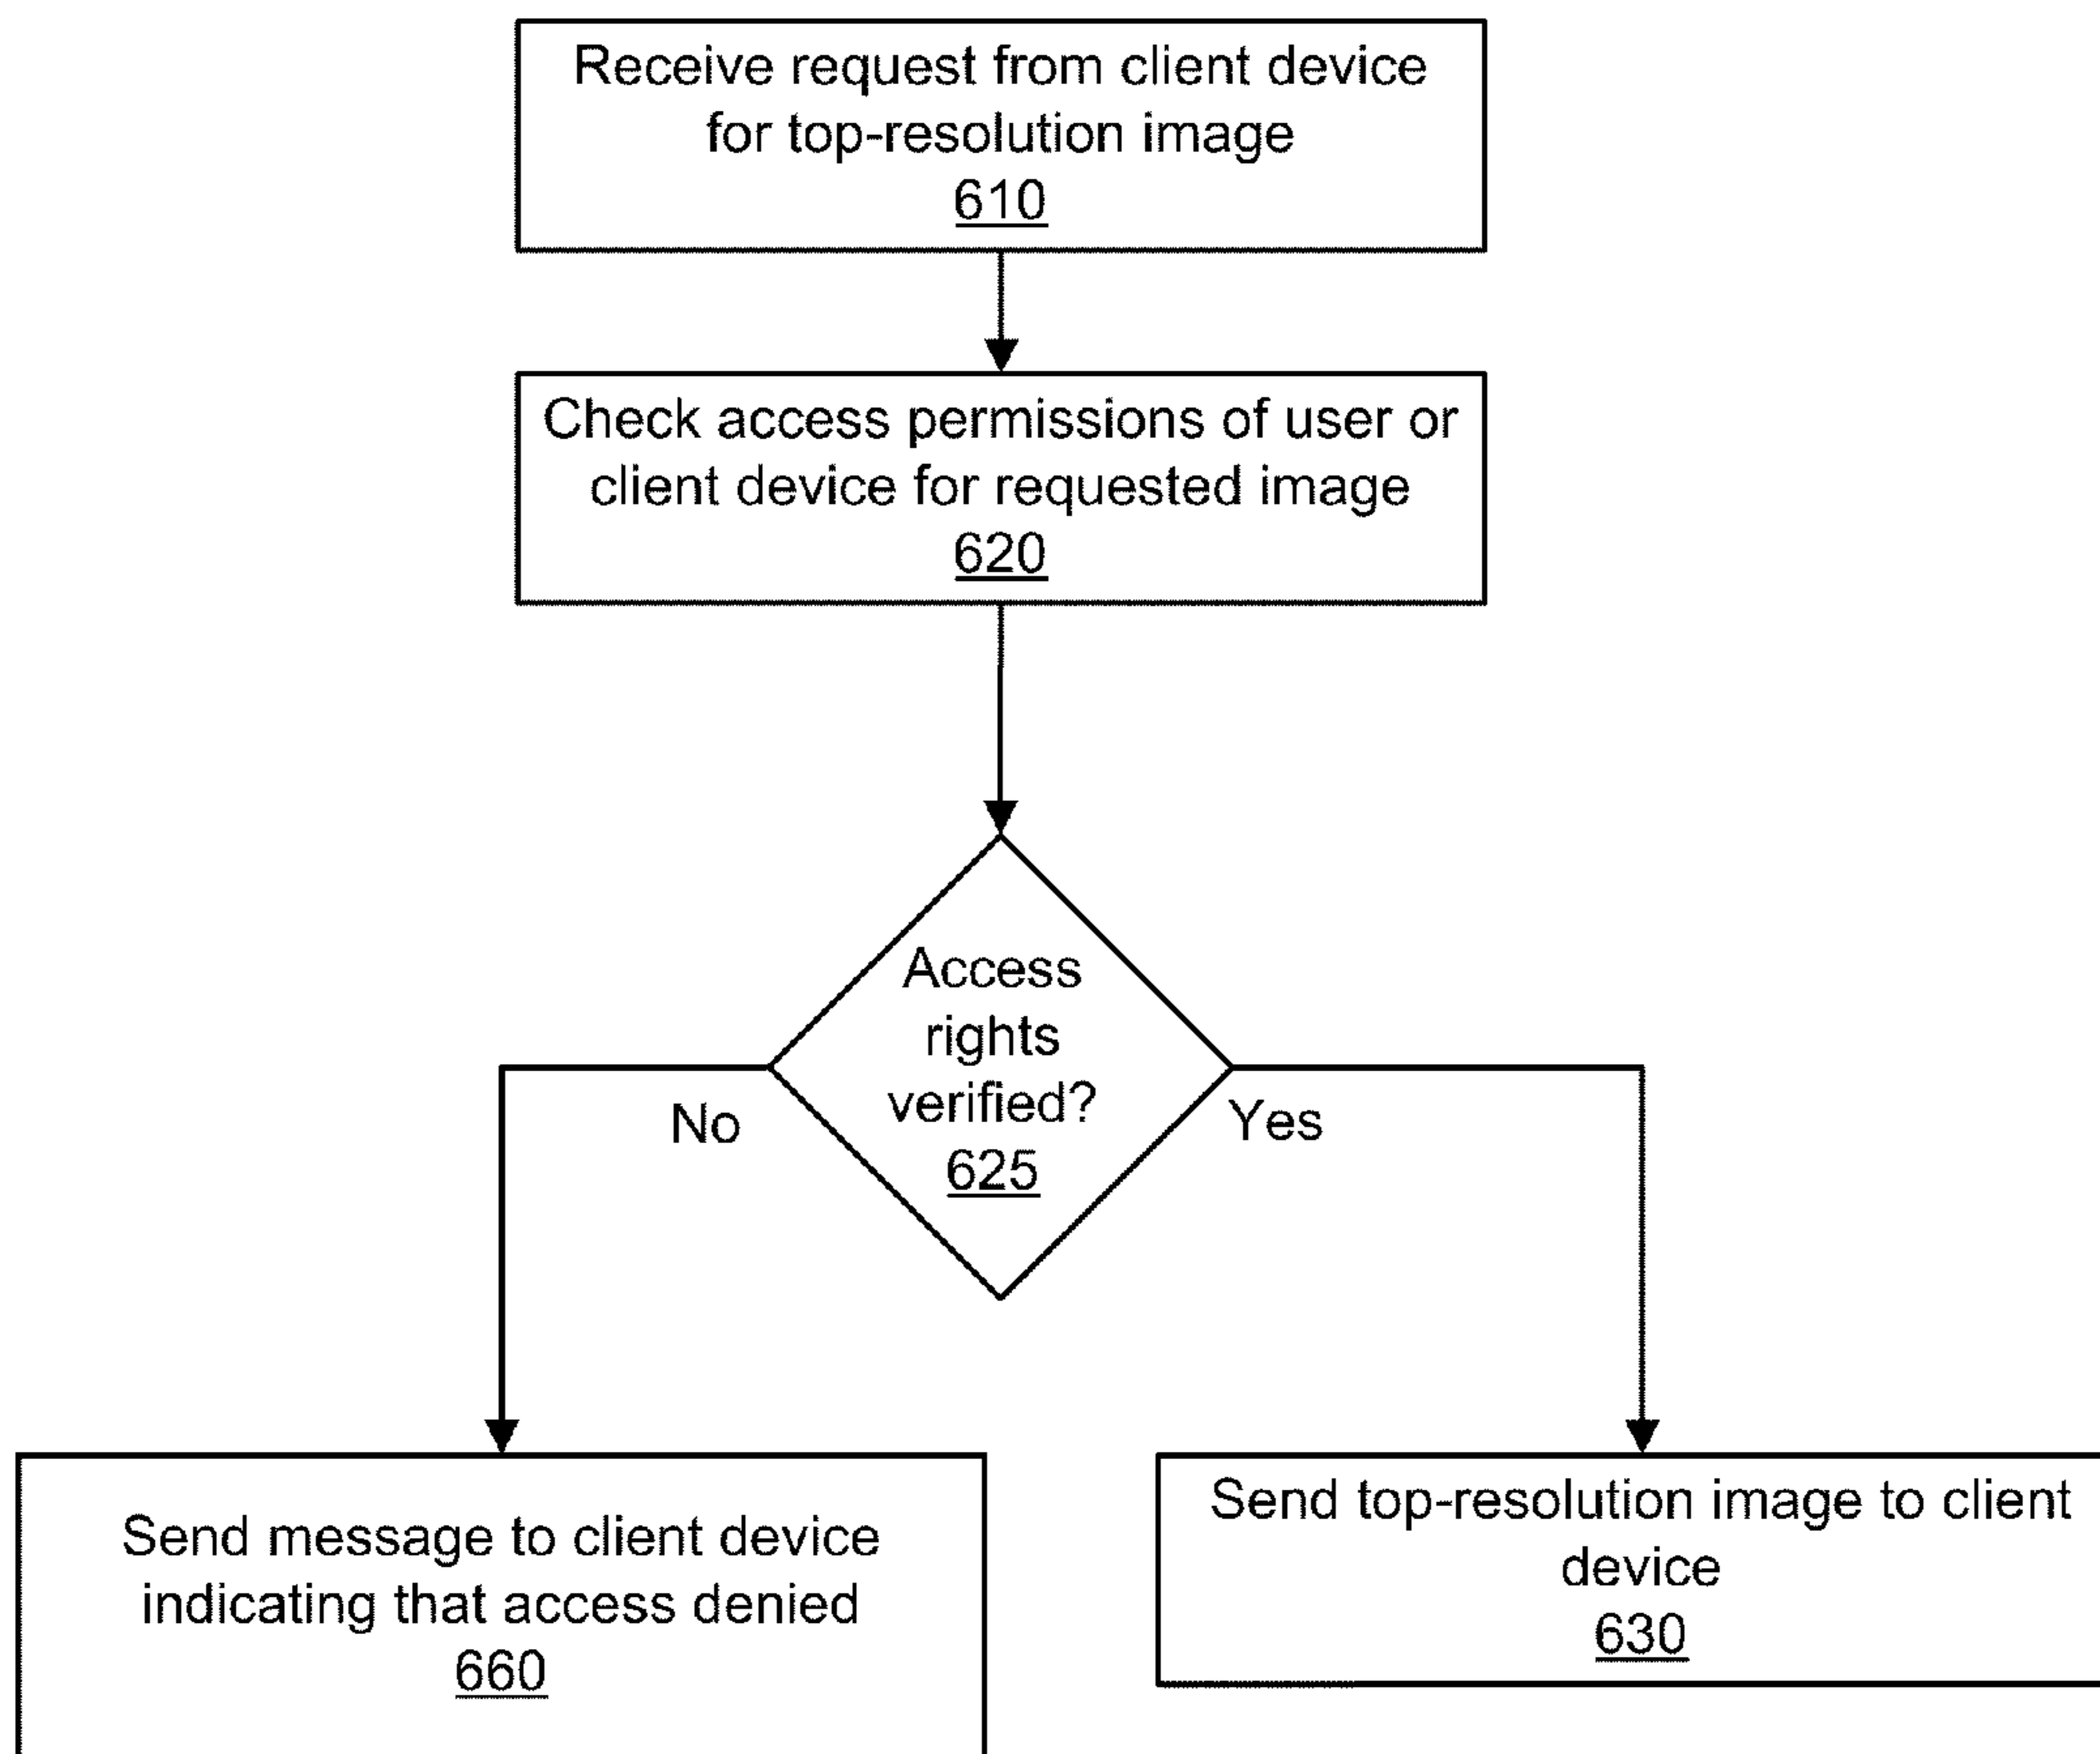 Receive request from client device
for top-resolution image
610
Check access permissions of user or
client device for requested image
620
Access
rights
verified?
625
No
Yes
Send message to client device
indicating that access denied
660
Send top-resolution image to client
device
630